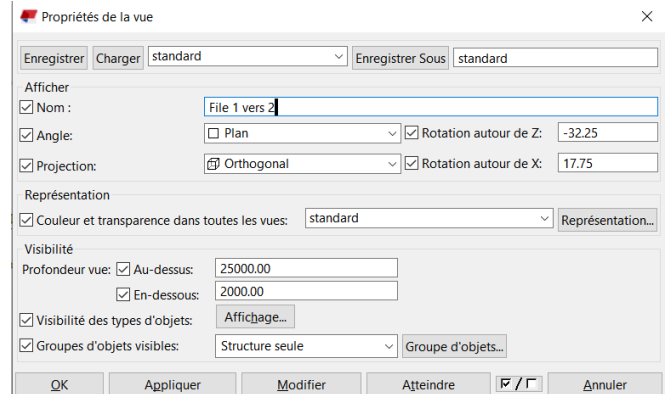 Propriétés de la vue
Enregistrer Charger standard Enregistrer Sous standard
Afficher
Nom : File 1 vers 2
Angle: Plan Rotation autour de Z: -32.25
Projection: Orthogonal Rotation autour de X: 17.75
Représentation
Couleur et transparence dans toutes les vues: standard Représentation...
Visibilité
Profondeur vue: Au-dessus: 25000.00
En-dessous: 2000.00
Visibilité des types d'objets: Affichage...
Groupes d'objets visibles: Structure seule Groupe d'objets...
OK Appliquer Modifier Atteindre / Annuler